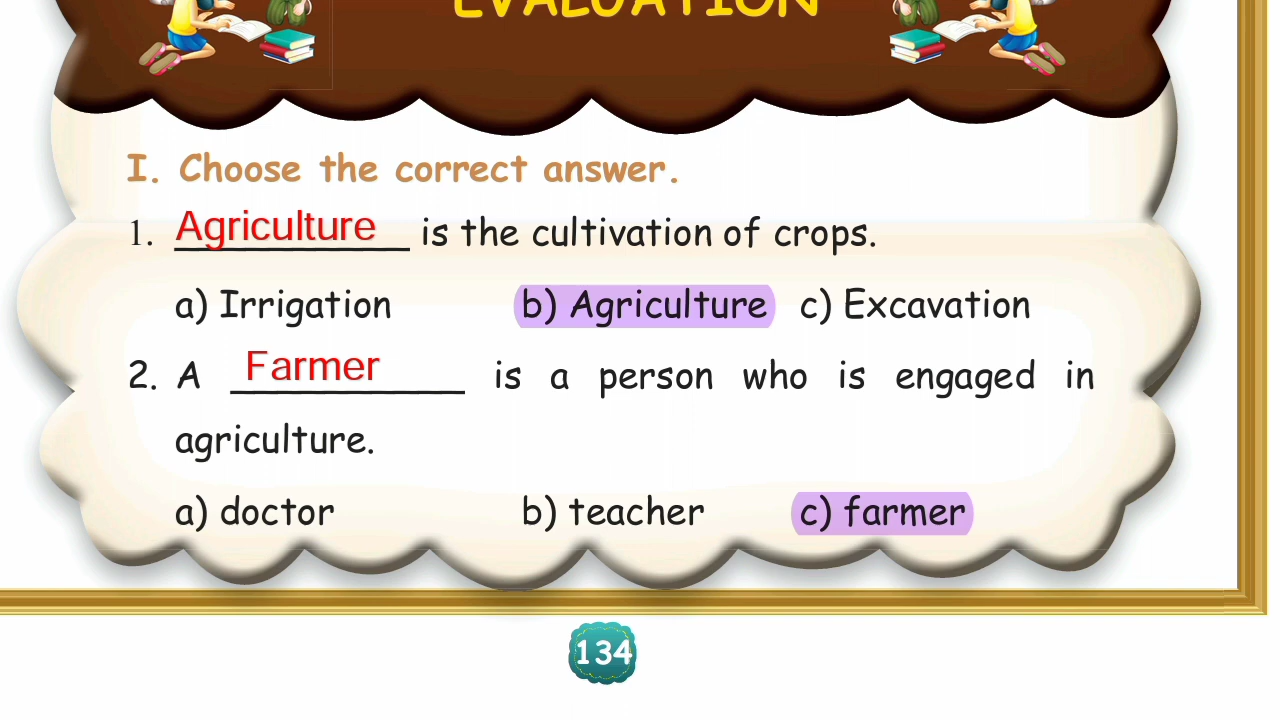 EVALUATION
I. Choose the correct answer.
1. Agriculture is the cultivation of crops.
a) Irrigation b) Agriculture c) Excavation
2. A Farmer is a person who is engaged in
agriculture.
a) doctor b) teacher c) farmer
134